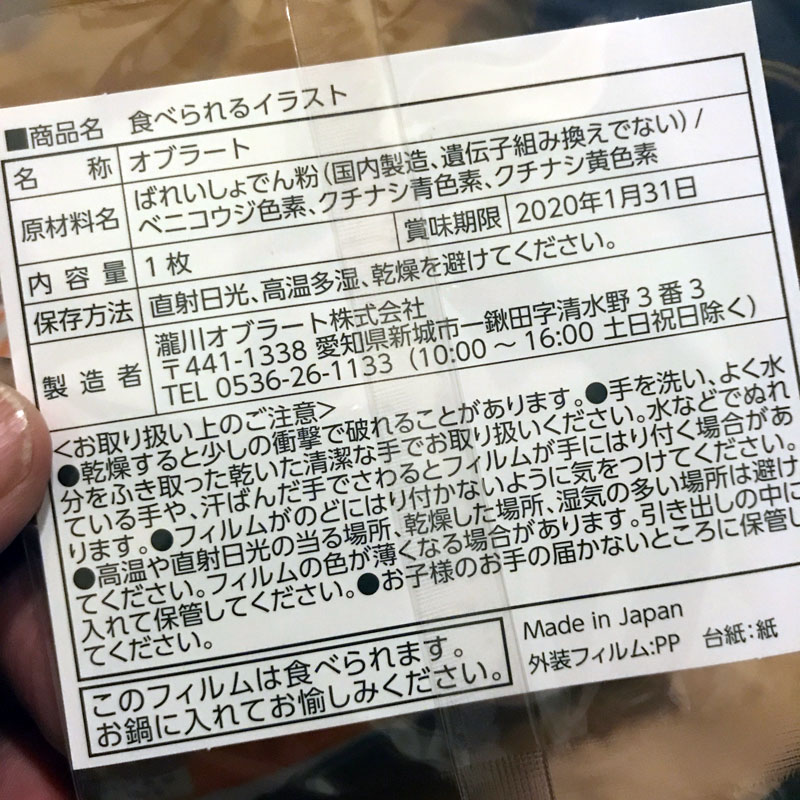 ■商品名 食べられるイラスト
名称 オブラート
原材料名 ばれいしょでん粉(国内製造、遺伝子組み換えでない)/
ベニコウジ色素、クチナシ青色素、クチナシ黄色素
内容量 1枚 賞味期限 2020年1月31日
保存方法 直射日光、高温多湿、乾燥を避けてください。
製造者 瀧川オブラート株式会社
〒441-1338 愛知県新城市一鍬田字清水野3番3
TEL 0536-26-1133 (10:00～16:00 土日祝日除く)
<お取り扱い上のご注意>
●乾燥すると少しの衝撃で破れることがあります。●手を洗い、よく水
分をふき取った乾いた清潔な手でお取り扱いください。水などでぬれ
ている手や、汗ばんだ手でさわるとフィルムが手にはり付く場合があ
ります。●フィルムがのどにはり付かないように気をつけてください。
●高温や直射日光の当る場所、乾燥した場所、湿気の多い場所は避け
てください。フィルムの色が薄くなる場合があります。引き出しの中に
入れて保管してください。●お子様のお手の届かないところに保管し
てください。
このフィルムは食べられます。
お鍋に入れてお愉しみください。
Made in Japan
外装フィルム:PP 台紙:紙